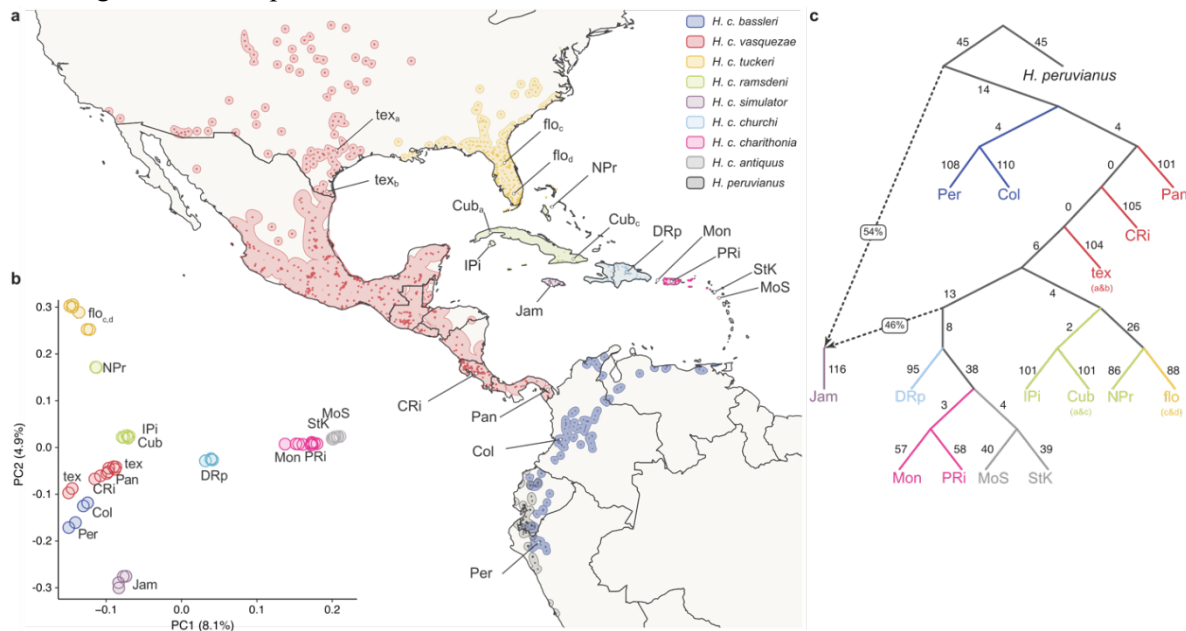 a
H. c. bassleri
H. c. vasquezae
H. c. tuckeri
H. c. ramsdeni
H. c. simulator
H. c. churchi
H. c. charithonia
H. c. antiquus
H. peruvianus
texa
texb
floc
flod
NPr
Cuba
Cubc
IPi
Jam
DRp
Mon
PRi
StK
MoS
CRi
Pan
Col
Per
b
0.3
0.2
0.1
0.0
−0.1
−0.2
−0.3
PC2 (4.9%)
floc,d
NPr
IPi
Cub
tex
tex
Pan
CRi
Col
Per
Jam
DRp
Mon
PRi
StK
MoS
−0.1
0.0
0.1
0.2
PC1 (8.1%)
c
45
45
H. peruvianus
14
4
4
108
110
Per
Col
0
101
Pan
0
105
CRi
6
104
tex
(a&b)
54%
46%
13
4
116
Jam
8
2
26
95
DRp
38
101
IPi
101
Cub
(a&c)
86
NPr
88
flo
(c&d)
3
4
57
Mon
58
PRi
40
MoS
39
StK